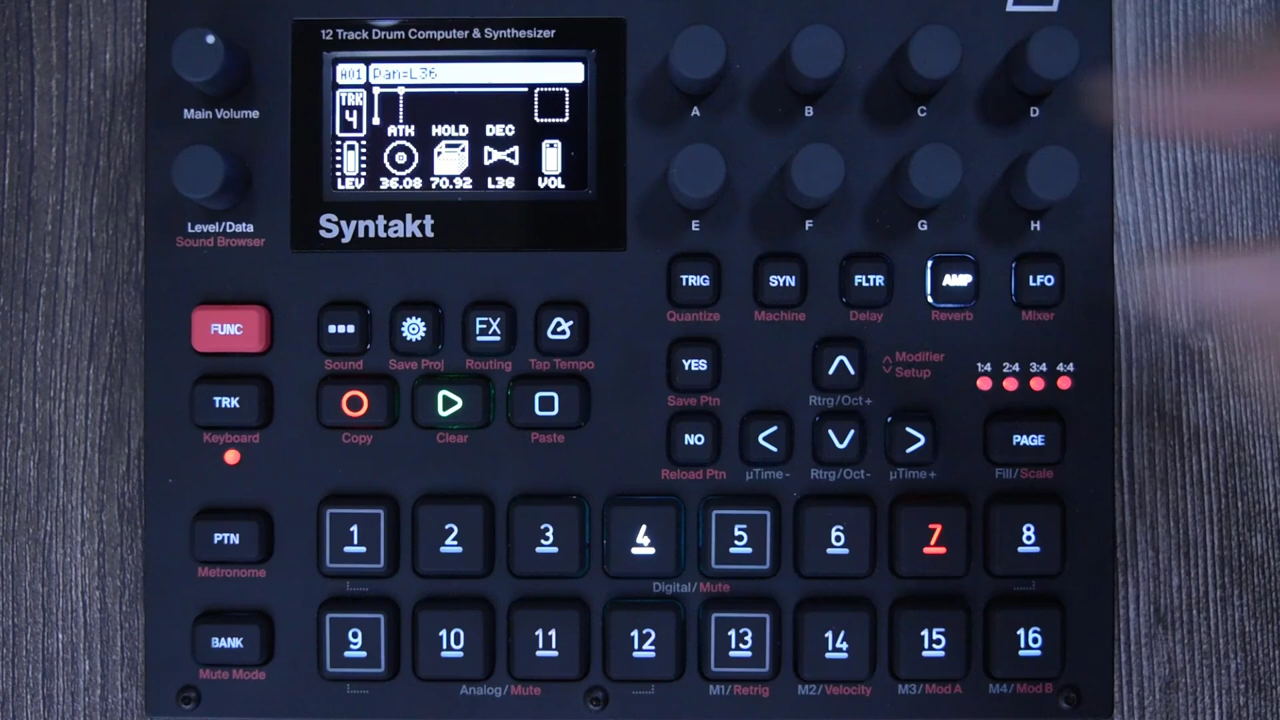 12 Track Drum Computer & Synthesizer
A01 Pan=L36
TRK
4
ATK HOLD DEC
LEV 36.08 70.92 L36 VOL
Syntakt
Main Volume
Level/Data
Sound Browser
A B C D
E F G H
TRIG SYN FLTR AMP LFO
Quantize Machine Delay Reverb Mixer
FUNC
FX
Sound Save Proj Routing Tap Tempo
YES
Save Ptn
Rtrg/Oct+
Modifier
Setup
1:4 2:4 3:4 4:4
TRK
Keyboard
Copy Clear Paste
NO
Reload Ptn
µTime- Rtrg/Oct- µTime+
PAGE
Fill/Scale
PTN
Metronome
1 2 3 4 5 6 7 8
Digital/Mute
BANK
Mute Mode
9 10 11 12 13 14 15 16
Analog/Mute M1/Retrig M2/Velocity M3/Mod A M4/Mod B